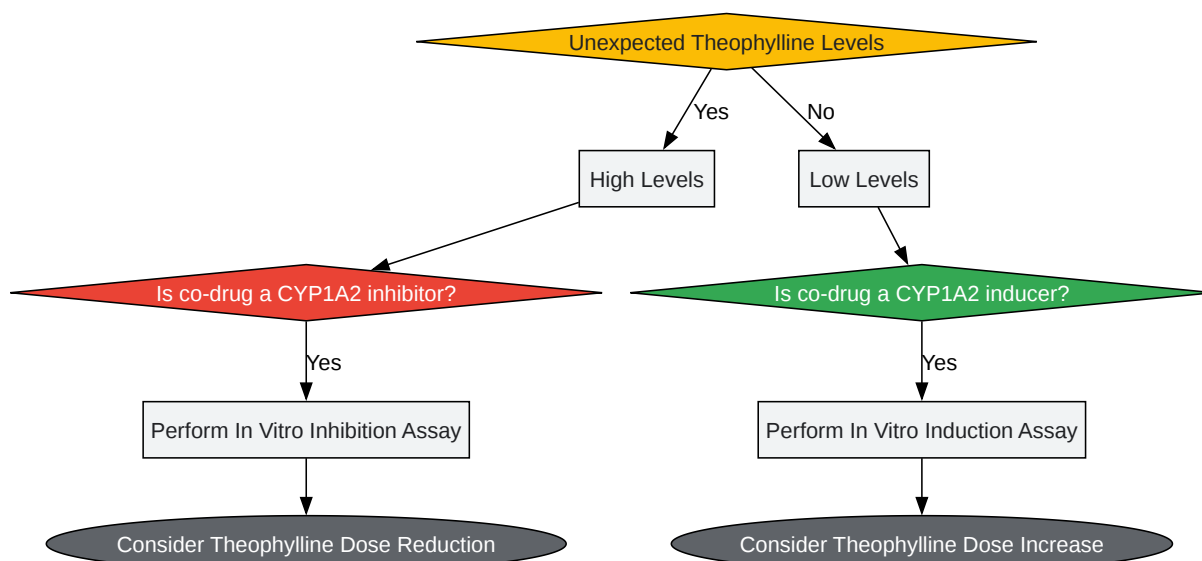 Unexpected Theophylline Levels
Yes
No
High Levels
Low Levels
Is co-drug a CYP1A2 inhibitor?
Is co-drug a CYP1A2 inducer?
Yes
Yes
Perform In Vitro Inhibition Assay
Perform In Vitro Induction Assay
Consider Theophylline Dose Reduction
Consider Theophylline Dose Increase